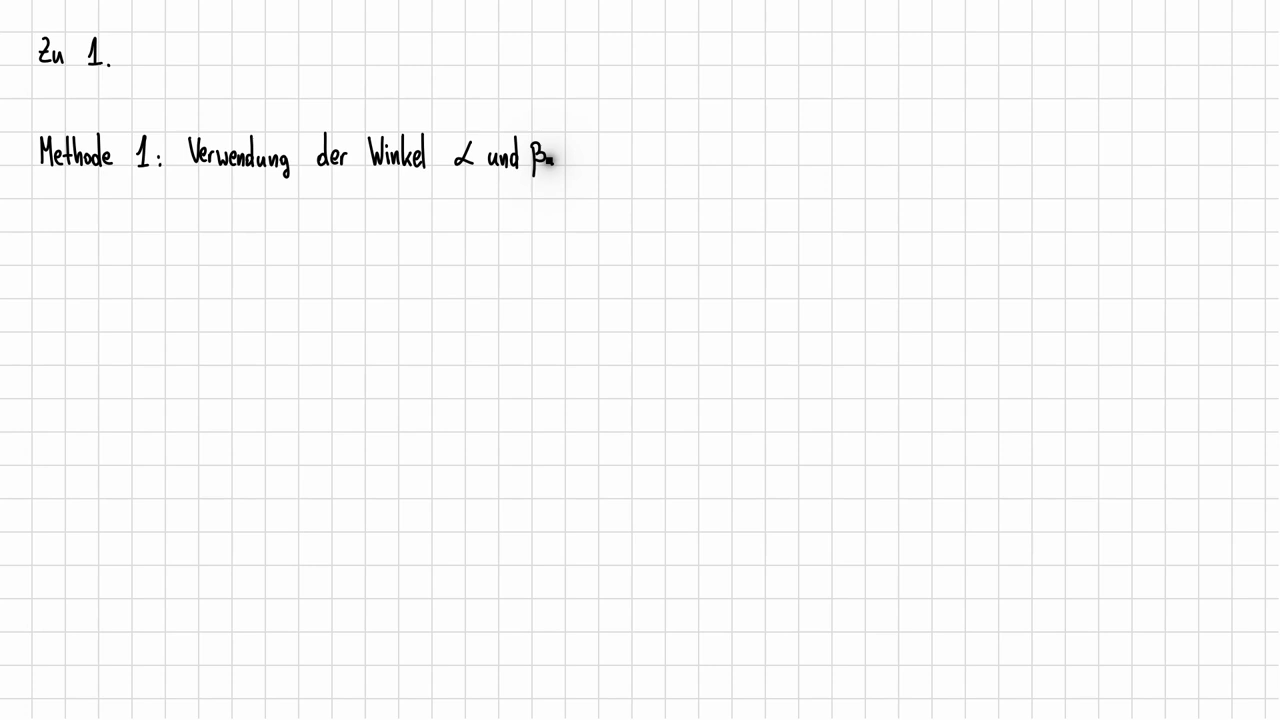 Zu 1.
Methode 1: Verwendung der Winkel α und β